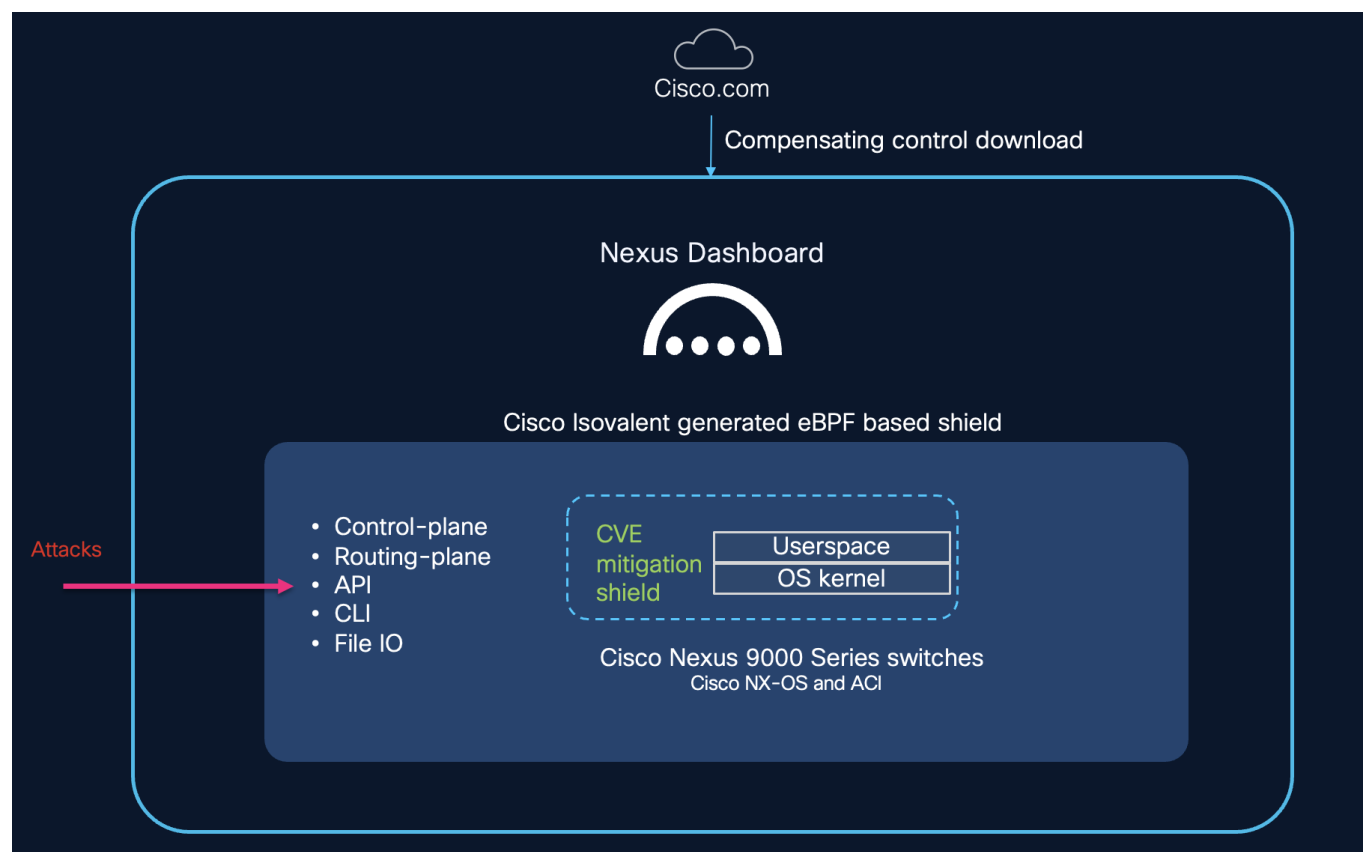 Cisco.com
Compensating control download
Nexus Dashboard
Cisco Isovalent generated eBPF based shield
Attacks
• Control-plane
• Routing-plane
• API
• CLI
• File IO
CVE
mitigation
shield
Userspace
OS kernel
Cisco Nexus 9000 Series switches
Cisco NX-OS and ACI